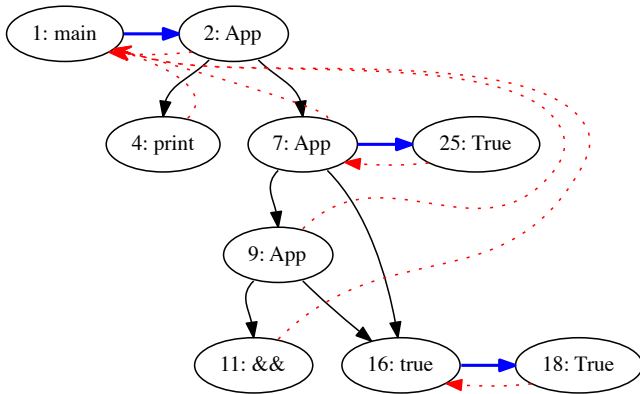 1: main
2: App
4: print
7: App
25: True
9: App
11: &&
16: true
18: True